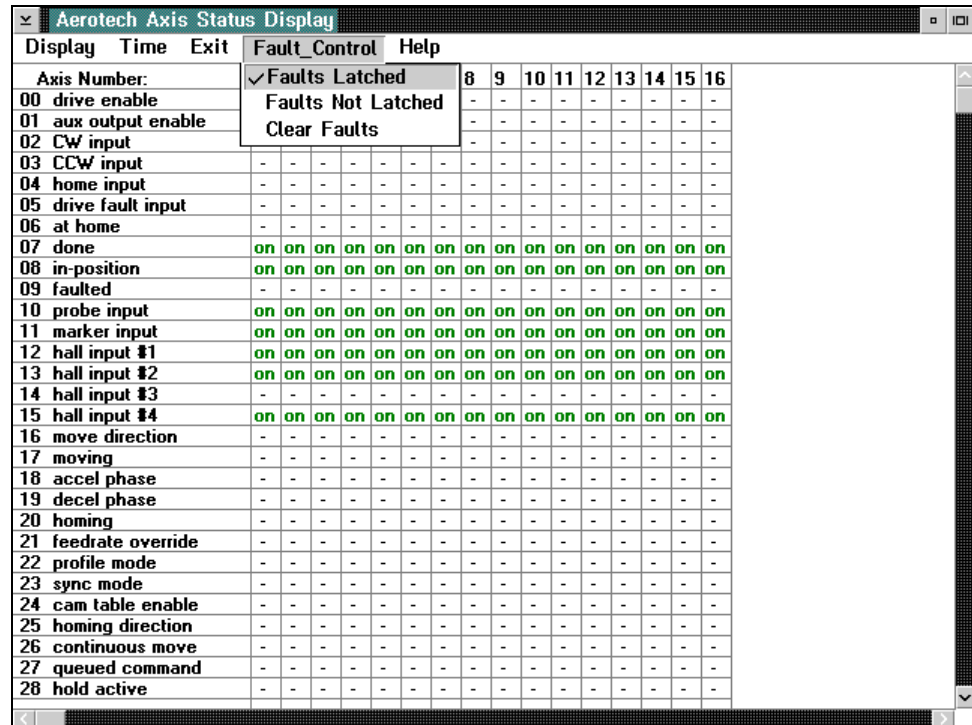 Aerotech Axis Status Display
Display Time Exit Fault_Control Help
Axis Number: 8 9 10 11 12 13 14 15 16
✓Faults Latched
Faults Not Latched
Clear Faults
00 drive enable - - - - - - - - -
01 aux output enable - - - - - - - - -
02 CW input - - - - - - - - -
03 CCW input - - - - - - - - - - - - - - - -
04 home input - - - - - - - - - - - - - - - -
05 drive fault input - - - - - - - - - - - - - - - -
06 at home - - - - - - - - - - - - - - - -
07 done on on on on on on on on on on on on on on on on
08 in-position on on on on on on on on on on on on on on on on
09 faulted - - - - - - - - - - - - - - - -
10 probe input on on on on on on on on on on on on on on on on
11 marker input on on on on on on on on on on on on on on on on
12 hall input #1 on on on on on on on on on on on on on on on on
13 hall input #2 on on on on on on on on on on on on on on on on
14 hall input #3 - - - - - - - - - - - - - - - -
15 hall input #4 on on on on on on on on on on on on on on on on
16 move direction - - - - - - - - - - - - - - - -
17 moving - - - - - - - - - - - - - - - -
18 accel phase - - - - - - - - - - - - - - - -
19 decel phase - - - - - - - - - - - - - - - -
20 homing - - - - - - - - - - - - - - - -
21 feedrate override - - - - - - - - - - - - - - - -
22 profile mode - - - - - - - - - - - - - - - -
23 sync mode - - - - - - - - - - - - - - - -
24 cam table enable - - - - - - - - - - - - - - - -
25 homing direction - - - - - - - - - - - - - - - -
26 continuous move - - - - - - - - - - - - - - - -
27 queued command - - - - - - - - - - - - - - - -
28 hold active - - - - - - - - - - - - - - - -